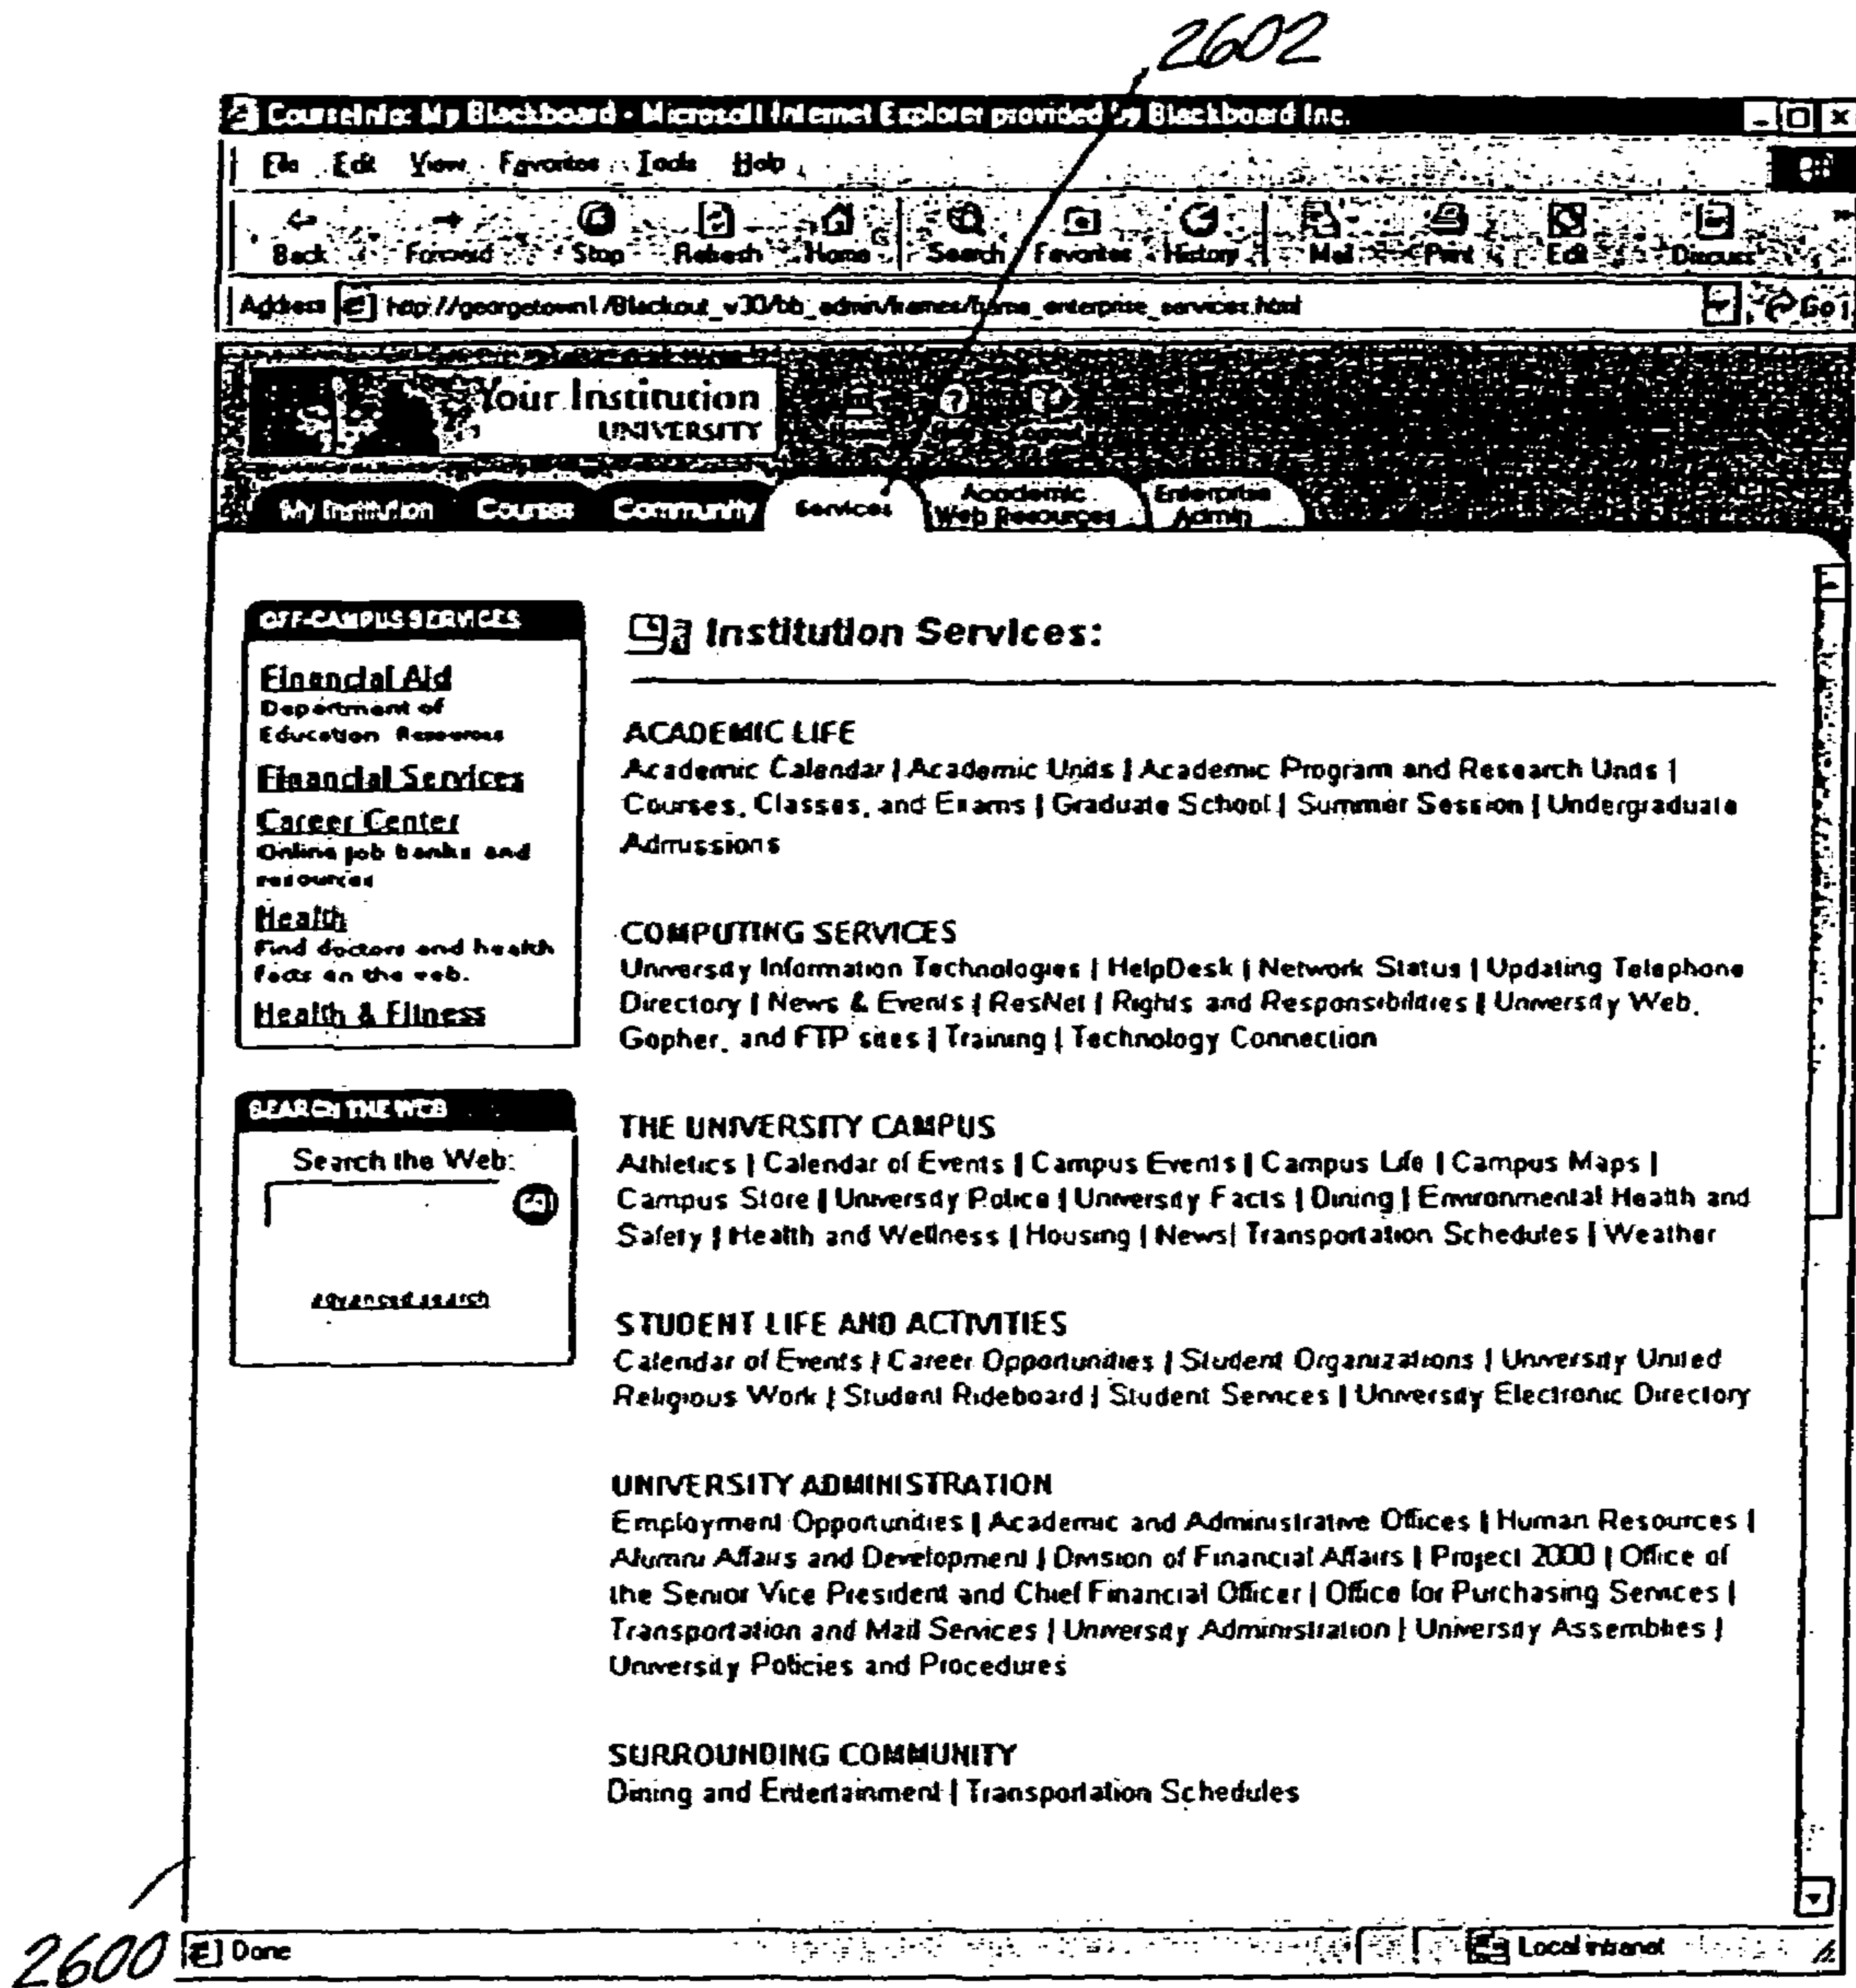 2602
CourseInfo: My Blackboard - Microsoft Internet Explorer provided by Blackboard Inc.
File Edit View Favorites Tools Help
Back Forward Stop Refresh Home Search Favorites History Mail Print Edit Discuss
Address http://georgetown1/Blackout_v30/bb_admin/frames/frame_enterprise_services.html Go
Your Institution
UNIVERSITY
My Institution Courses Community Services Academic Web Resources Enterprise Admin
OFF-CAMPUS SERVICES
Financial Aid
Department of
Education Resources
Financial Services
Career Center
Online job banks and
resources
Health
Find doctors and health
facts on the web.
Health & Fitness
SEARCH THE WEB
Search the Web:
advanced search
Institution Services:
ACADEMIC LIFE
Academic Calendar | Academic Units | Academic Program and Research Units |
Courses, Classes, and Exams | Graduate School | Summer Session | Undergraduate
Admissions
COMPUTING SERVICES
University Information Technologies | HelpDesk | Network Status | Updating Telephone
Directory | News & Events | ResNet | Rights and Responsibilities | University Web,
Gopher, and FTP sites | Training | Technology Connection
THE UNIVERSITY CAMPUS
Athletics | Calendar of Events | Campus Events | Campus Life | Campus Maps |
Campus Store | University Police | University Facts | Dining | Environmental Health and
Safety | Health and Wellness | Housing | News | Transportation Schedules | Weather
STUDENT LIFE AND ACTIVITIES
Calendar of Events | Career Opportunities | Student Organizations | University United
Religious Work | Student Rideboard | Student Services | University Electronic Directory
UNIVERSITY ADMINISTRATION
Employment Opportunities | Academic and Administrative Offices | Human Resources |
Alumni Affairs and Development | Division of Financial Affairs | Project 2000 | Office of
the Senior Vice President and Chief Financial Officer | Office for Purchasing Services |
Transportation and Mail Services | University Administration | University Assemblies |
University Policies and Procedures
SURROUNDING COMMUNITY
Dining and Entertainment | Transportation Schedules
2600
Done Local intranet